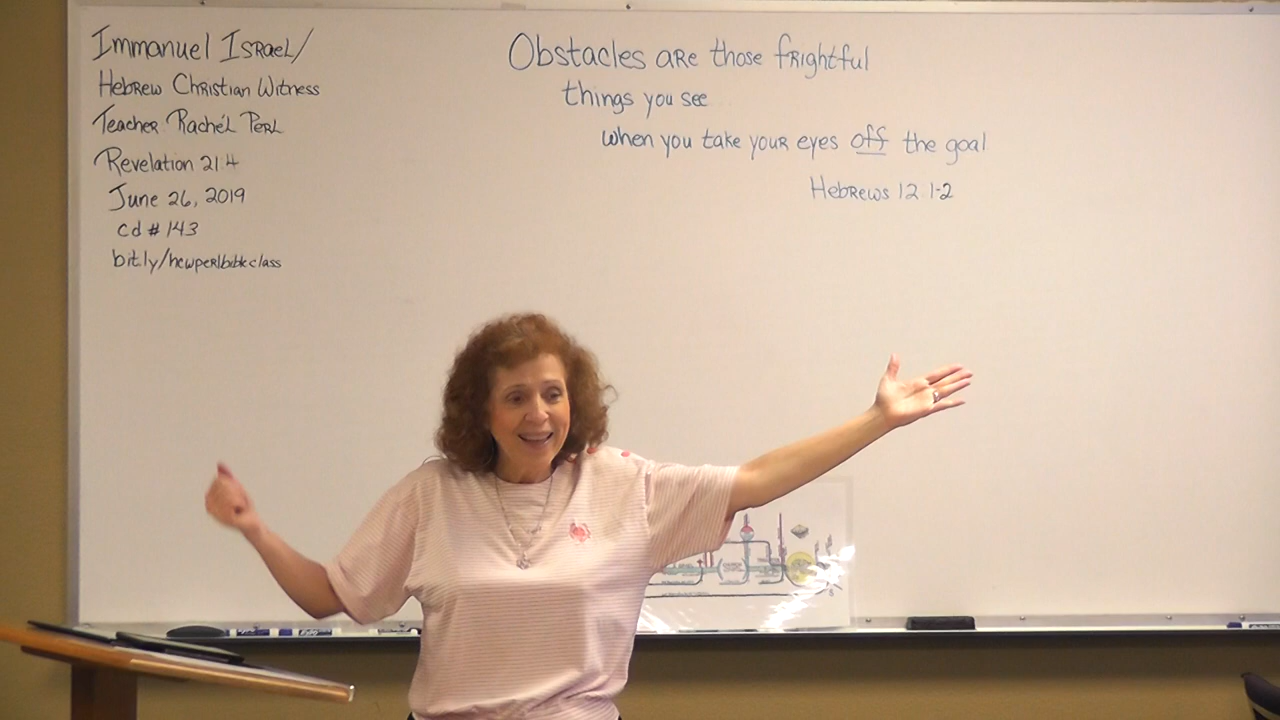 Immanuel Israel/
Hebrew Christian Witness
Teacher: Rachél Perl
Revelation 21:4
June 26, 2019
cd # 143
bit.ly/newperlbibleclass
Obstacles are those frightful
things you see
when you take your eyes off the goal
Hebrews 12:1-2